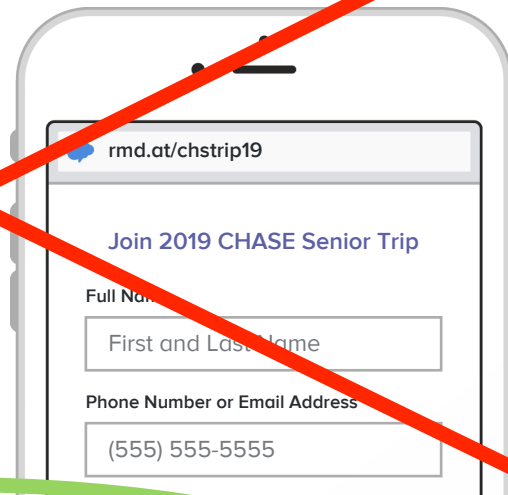 rmd.at/chstrip19
Join 2019 CHASE Senior Trip
Full Name
First and Last Name
Phone Number or Email Address
(555) 555-5555